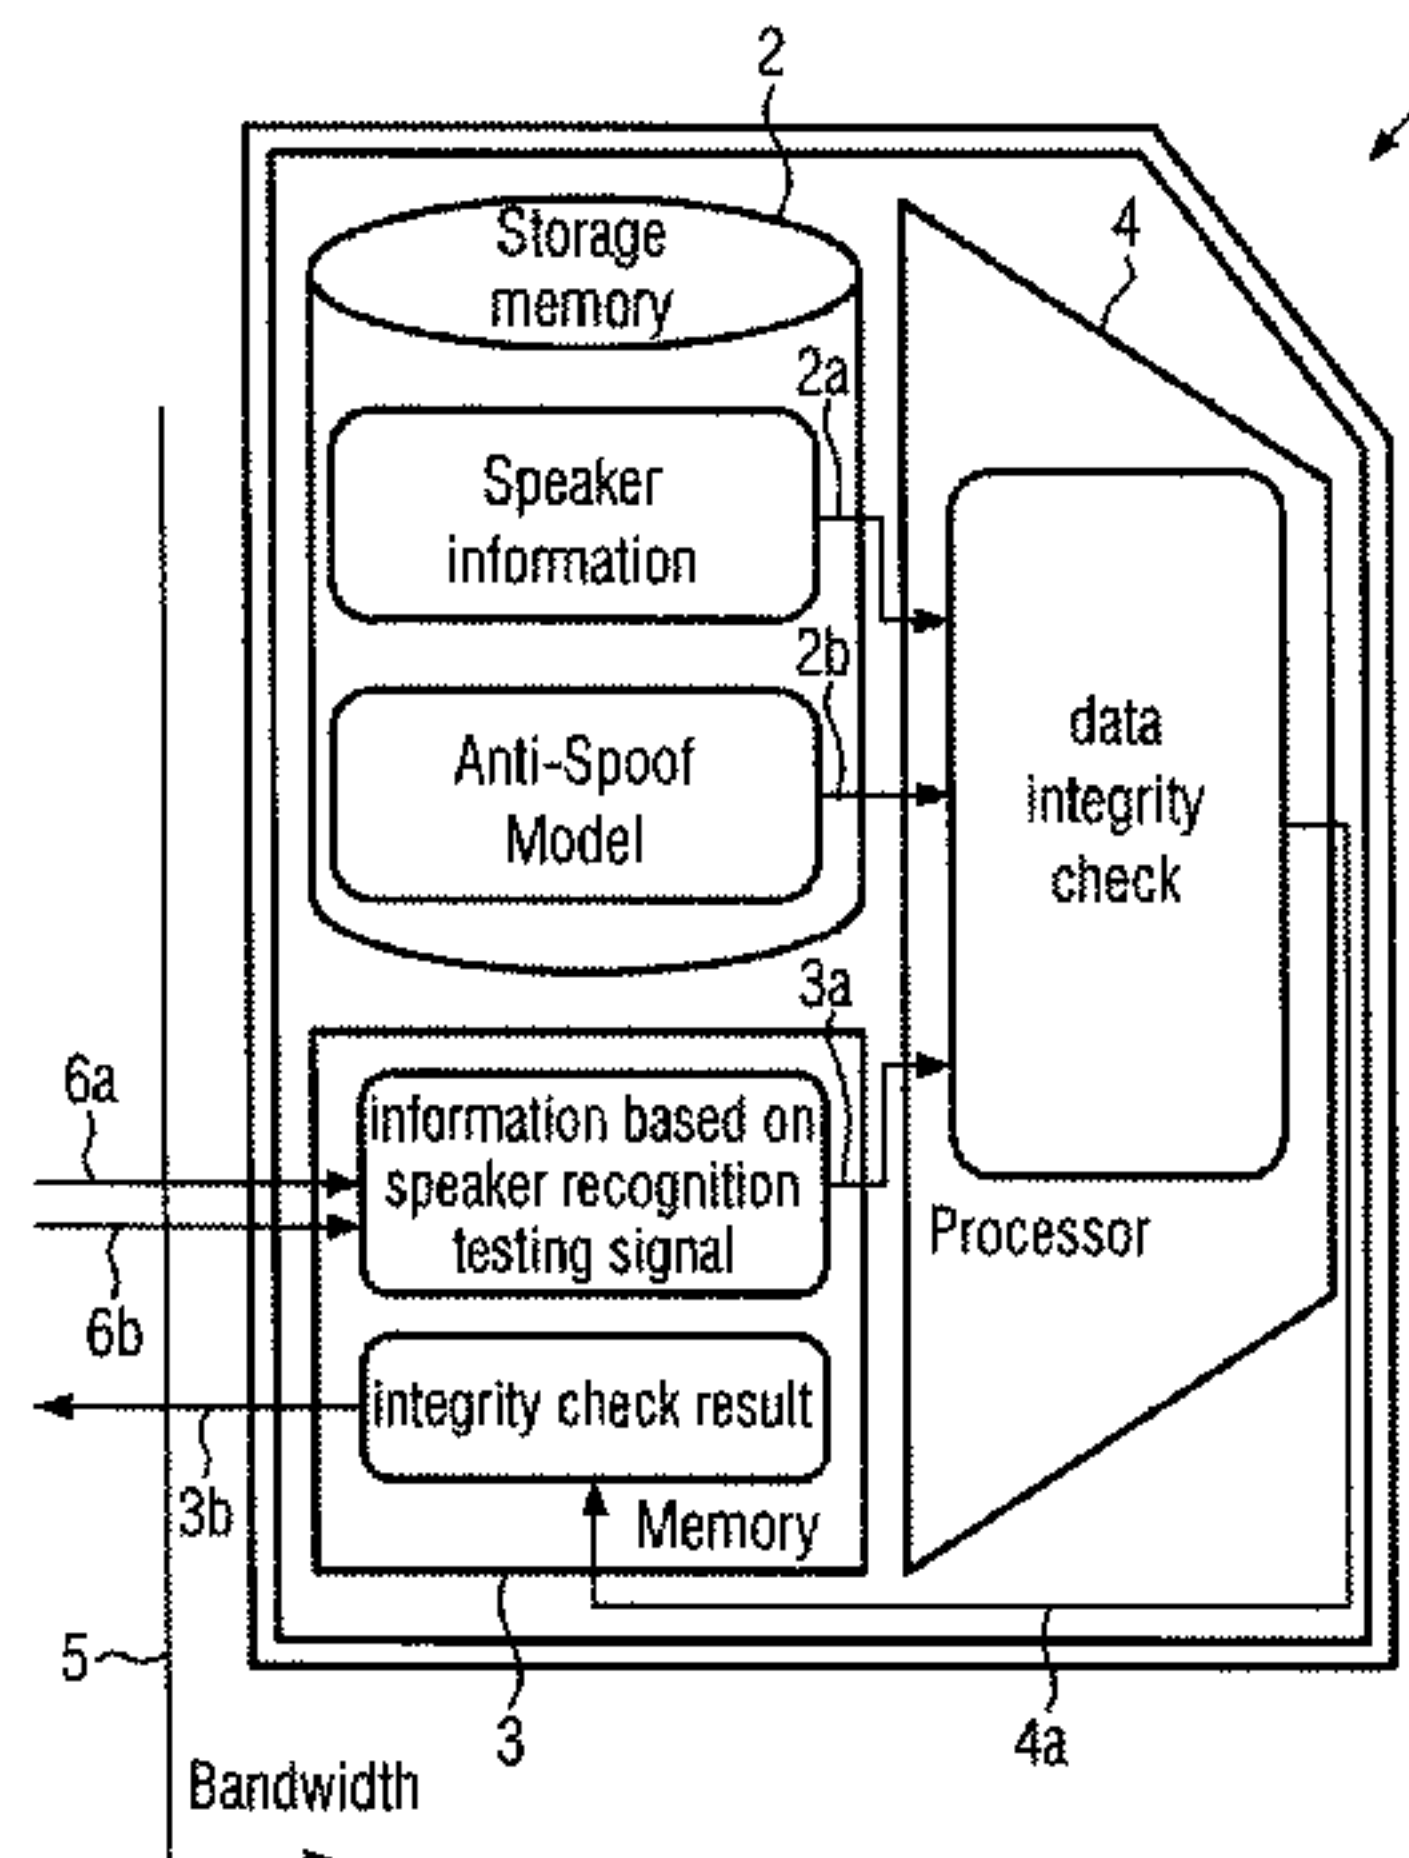 2
Storage
memory
4
2a
Speaker
information
2b
Anti-Spoof
Model
data
integrity
check
3a
6a
information based on
speaker recognition
testing signal
Processor
6b
integrity check result
3b
Memory
5
3
4a
Bandwidth